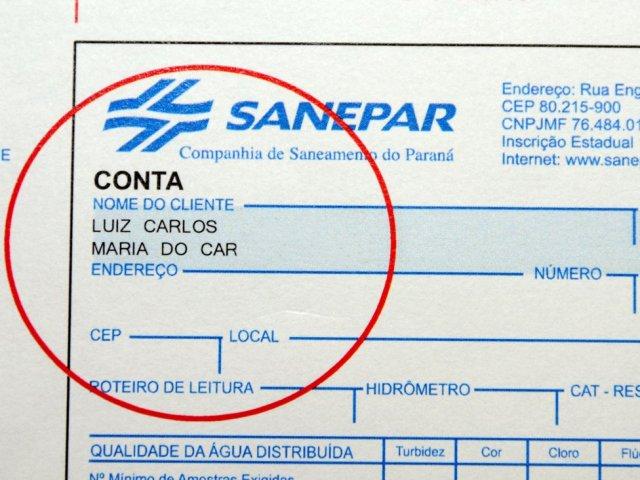 SANEPAR
Companhia de Saneamento do Paraná
Endereço: Rua Eng
CEP 80.215-900
CNPJMF 76.484.01
Inscrição Estadual
Internet: www.sane
E
CONTA
NOME DO CLIENTE
LUIZ CARLOS
MARIA DO CAR
ENDEREÇO
NÚMERO
CEP
LOCAL
ROTEIRO DE LEITURA
HIDRÔMETRO
CAT - RES
QUALIDADE DA ÁGUA DISTRIBUÍDA
Turbidez
Cor
Cloro
Flú
Nº Mínimo de Amostras Exigidas